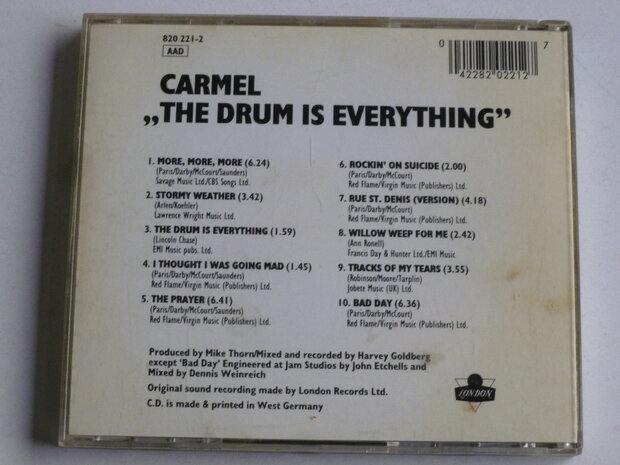 820 221-2
AAD
0
7
42282 02212
CARMEL
„THE DRUM IS EVERYTHING”
1. MORE, MORE, MORE (6.24)
(Paris/Darby/McCourt/Saunders)
Savage Music Ltd./CBS Songs Ltd.
2. STORMY WEATHER (3.42)
(Arlen/Koehler)
Lawrence Wright Music Ltd.
3. THE DRUM IS EVERYTHING (1.59)
(Lincoln Chase)
EMI Music pubs. Ltd.
4. I THOUGHT I WAS GOING MAD (1.45)
(Paris/Darby/McCourt/Saunders)
Red Flame/Virgin Music (Publishers) Ltd.
5. THE PRAYER (6.41)
(Paris/Darby/McCourt/Saunders)
Red Flame/Virgin Music (Publishers) Ltd.
6. ROCKIN' ON SUICIDE (2.00)
(Paris/Darby/McCourt)
Red Flame/Virgin Music (Publishers) Ltd.
7. RUE ST. DENIS (VERSION) (4.18)
(Paris/Darby/McCourt)
Red Flame/Virgin Music (Publishers) Ltd.
8. WILLOW WEEP FOR ME (2.42)
(Ann Ronell)
Francis Day & Hunter Ltd./EMI Music
9. TRACKS OF MY TEARS (3.55)
(Robinson/Moore/Tarplin)
Jobete Music (UK) Ltd.
10. BAD DAY (6.36)
(Paris/Darby/McCourt)
Red Flame/Virgin Music (Publishers) Ltd.
Produced by Mike Thorn/Mixed and recorded by Harvey Goldberg
except 'Bad Day' Engineered at Jam Studios by John Etchells and
Mixed by Dennis Weinreich
Original sound recording made by London Records Ltd.
C.D. is made & printed in West Germany
LONDON